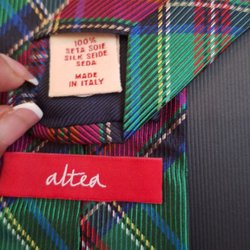 100%
SETA SOIE
SILK SEIDE
SEDA
MADE
IN ITALY
altea